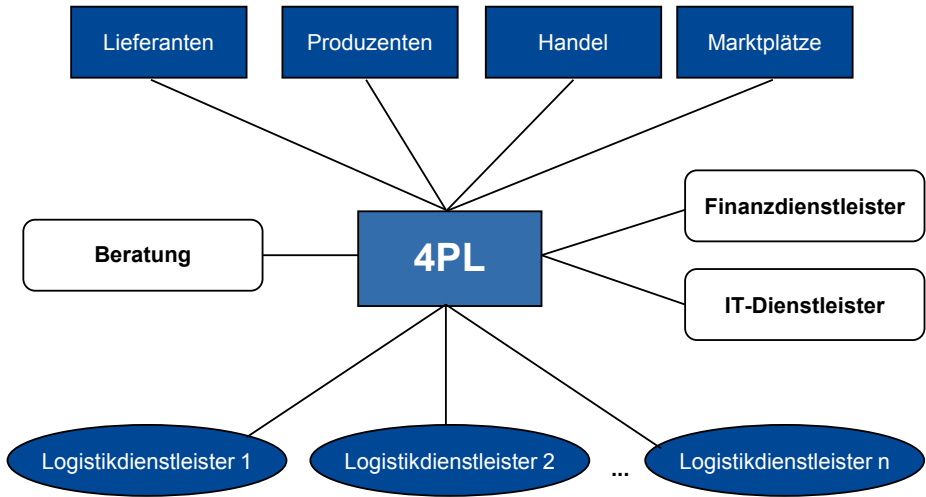 Lieferanten
Produzenten
Handel
Marktplätze
Finanzdienstleister
Beratung
4PL
IT-Dienstleister
Logistikdienstleister 1
Logistikdienstleister 2
...
Logistikdienstleister n